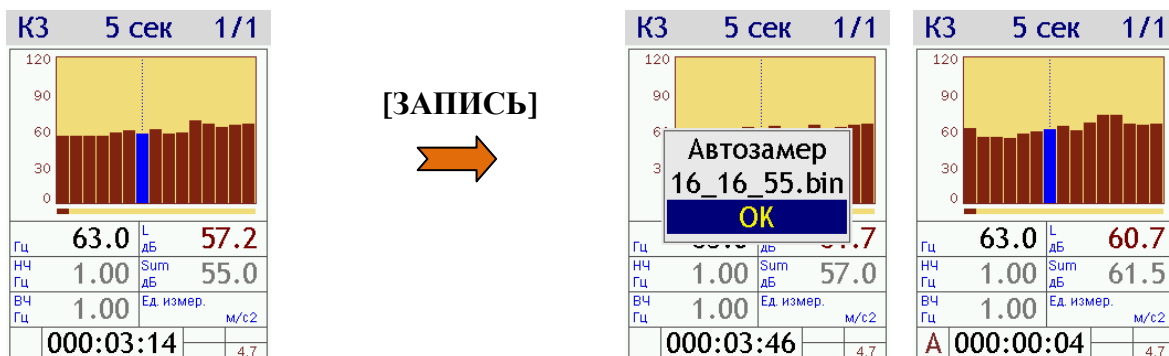 К3 5 сек 1/1
120
90
60
30
0
Гц 63.0 L дБ 57.2
НЧ Гц 1.00 Sum дБ 55.0
ВЧ Гц 1.00 Ед. измер. м/с2
000:03:14 4.7
[ЗАПИСЬ]
К3 5 сек 1/1
120
90
Автозамер
16_16_55.bin
OK
Гц дБ .7
НЧ Гц 1.00 Sum дБ 57.0
ВЧ Гц 1.00 Ед. измер. м/с2
000:03:46 4.7
К3 5 сек 1/1
120
90
60
30
0
Гц 63.0 L дБ 60.7
НЧ Гц 1.00 Sum дБ 61.5
ВЧ Гц 1.00 Ед. измер. м/с2
А 000:00:04 4.7